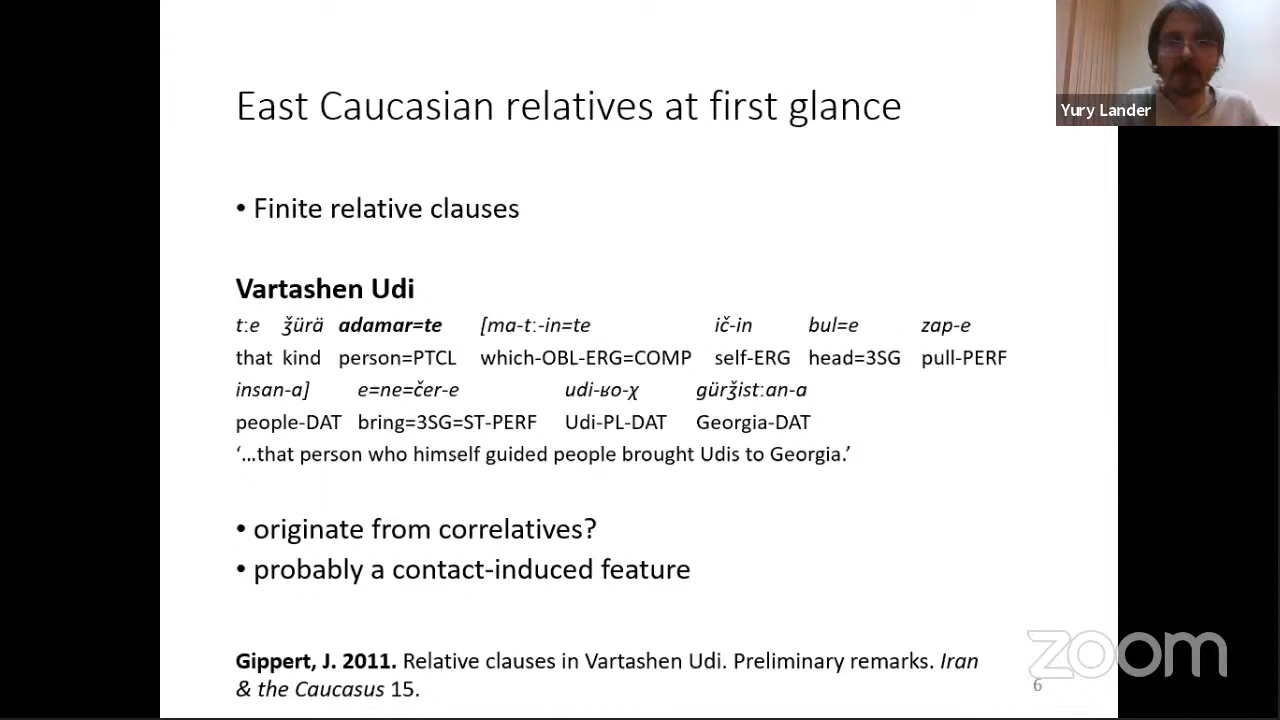 East Caucasian relatives at first glance
Yury Lander
• Finite relative clauses
Vartashen Udi
t:e ǯürä adamar=te [ma-t:-in=te ič-in bul=e zap-e
that kind person=PTCL which-OBL-ERG=COMP self-ERG head=3SG pull-PERF
insan-a] e=ne=čer-e udi-ʁo-χ gürǯist:an-a
people-DAT bring=3SG=ST-PERF Udi-PL-DAT Georgia-DAT
‘…that person who himself guided people brought Udis to Georgia.’
• originate from correlatives?
• probably a contact-induced feature
Gippert, J. 2011. Relative clauses in Vartashen Udi. Preliminary remarks. Iran
& the Caucasus 15.
6
zoom